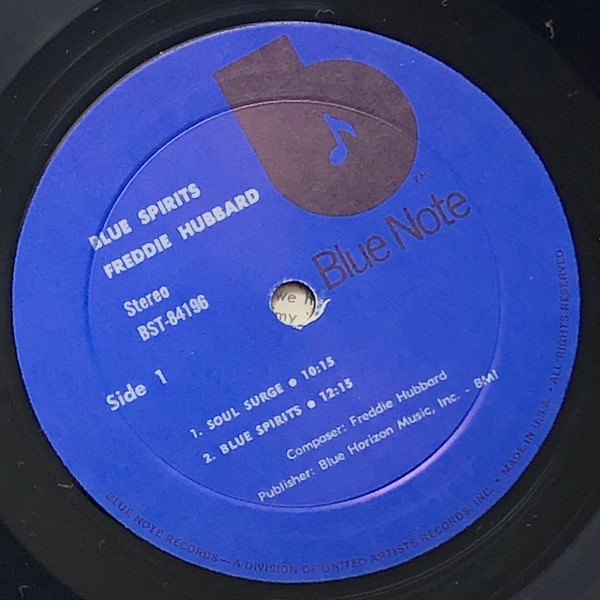 BLUE SPIRITS
FREDDIE HUBBARD
™
Blue Note
Stereo
BST-84196
Side 1
1. SOUL SURGE ● 10:15
2. BLUE SPIRITS ● 12:15
Composer: Freddie Hubbard
Publisher: Blue Horizon Music, Inc. - BMI
BLUE NOTE RECORDS—A DIVISION OF UNITED ARTISTS RECORDS, INC. • MADE IN U.S.A. • ALL RIGHTS RESERVED